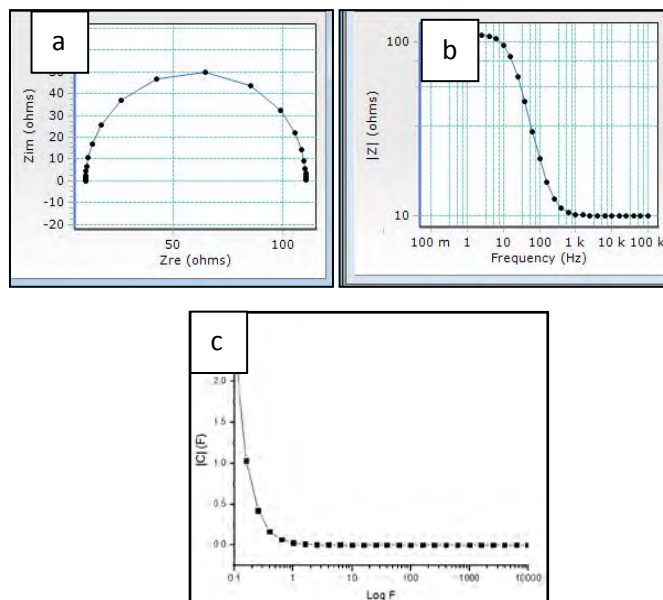 a
Zim (ohms)
50
40
30
20
10
0
-10
-20
50
100
Zre (ohms)
b
|Z| (ohms)
100
10
100 m
1
10
100
1 k
10 k
100 k
Frequency (Hz)
c
|C| (F)
2.0
1.5
1.0
0.5
0.0
0.1
1
10
100
1000
10000
Log F